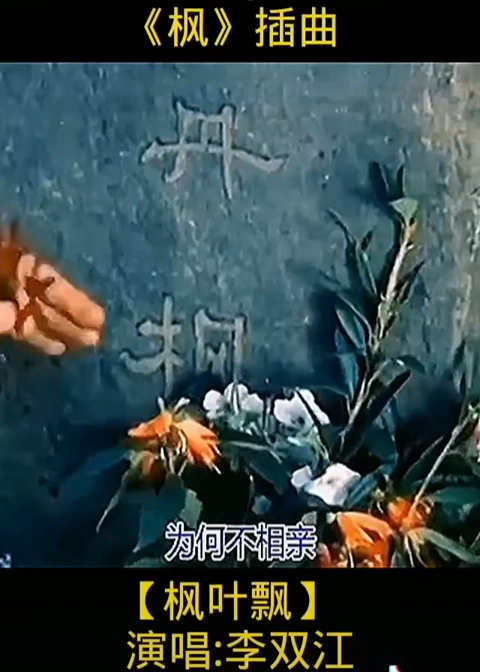 《枫》插曲
丹
枫
为何不相亲
【枫叶飘】
演唱:李双江